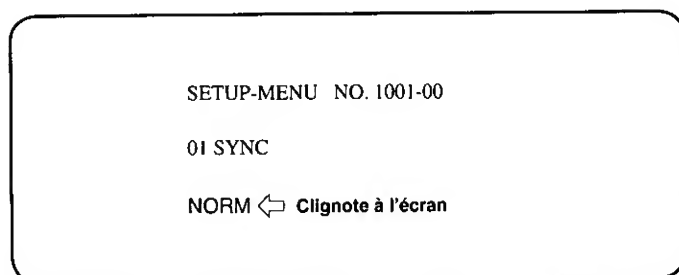 SETUP-MENU NO. 1001-00
01 SYNC
NORM ⇦ Clignote à l'écran